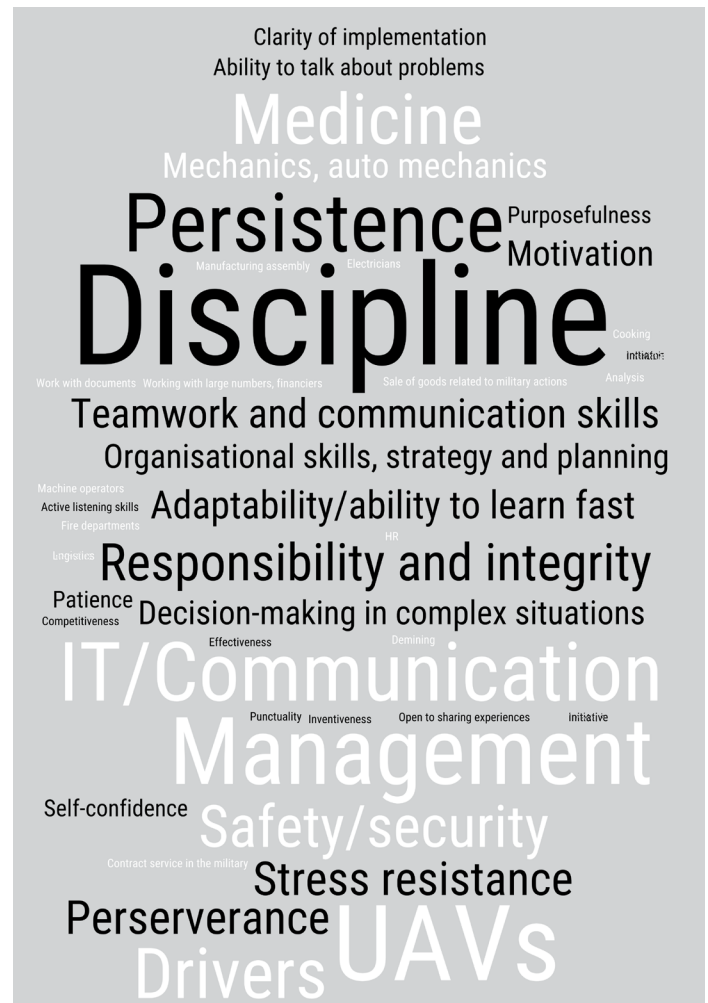 Clarity of implementation
Ability to talk about problems
Medicine
Mechanics, auto mechanics
Persistence
Purposefulness
Motivation
Manufacturing assembly
Electricians
Discipline
Cooking
Analysis
Work with documents
Working with large numbers, financiers
Sale of goods related to military actions
Teamwork and communication skills
Organisational skills, strategy and planning
Machine operators
Active listening skills
Adaptability/ability to learn fast
Fire departments
HR
Logistics
Responsibility and integrity
Patience
Competitiveness
Decision-making in complex situations
Effectiveness
Demining
IT/Communication
Punctuality
Inventiveness
Open to sharing experiences
initiative
Management
Self-confidence
Safety/security
Contract service in the military
Stress resistance
Perserverance
UAVs
Drivers